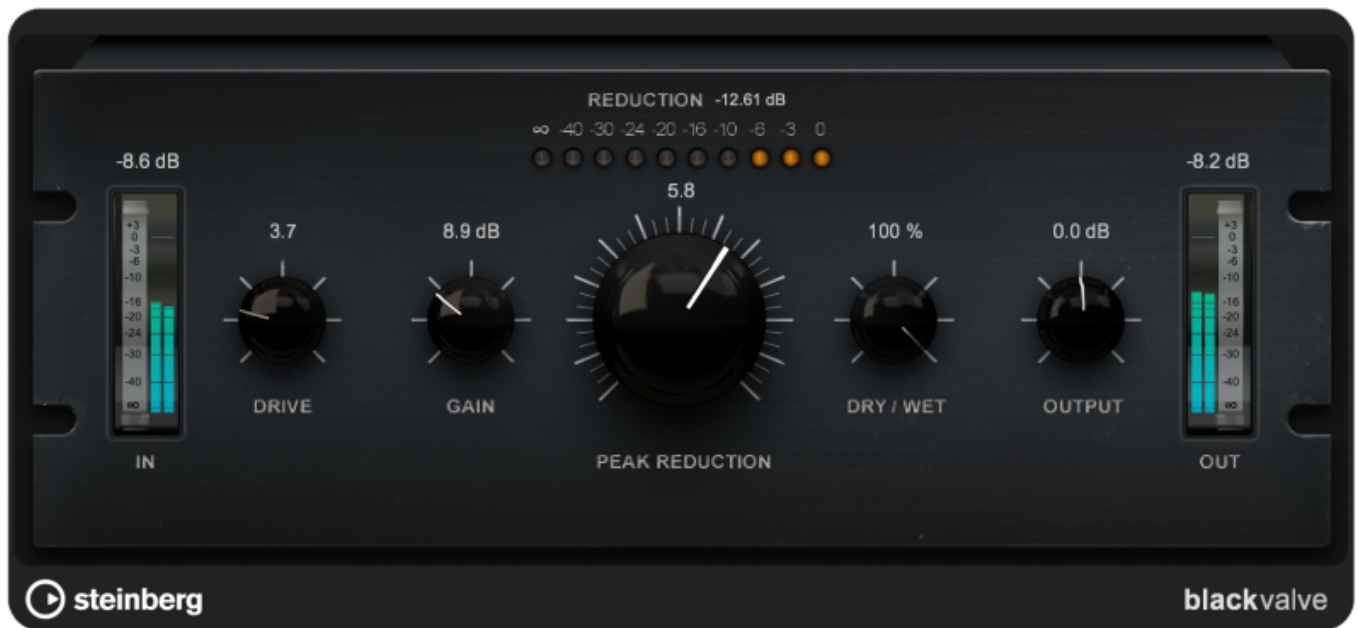 REDUCTION -12.61 dB
∞ -40 -30 -24 -20 -16 -10 -6 -3 0
-8.6 dB
-8.2 dB
5.8
3.7
8.9 dB
100 %
0.0 dB
+3
0
-3
-6
-10
-16
-20
-24
-30
-40
∞
+3
0
-3
-6
-10
-16
-20
-24
-30
-40
∞
DRIVE
GAIN
DRY / WET
OUTPUT
IN
PEAK REDUCTION
OUT
steinberg
blackvalve